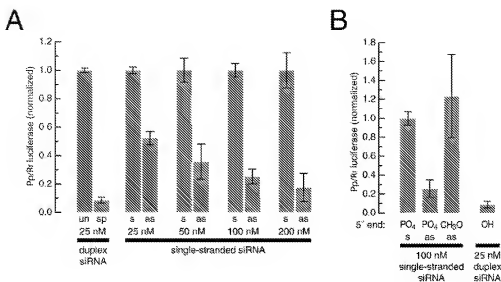 A
Pp/Rr luciferase (normalized)
1.2
1.0
0.8
0.6
0.4
0.2
0.0
un sp s as s as s as s as
25 nM 25 nM 50 nM 100 nM 200 nM
duplex siRNA
single-stranded siRNA
B
Pp/Rr luciferase (normalized)
1.8
1.6
1.4
1.2
1.0
0.8
0.6
0.4
0.2
0.0
5´ end: PO4 PO4 CH3O OH
s as as
100 nM single-stranded siRNA
25 nM duplex siRNA